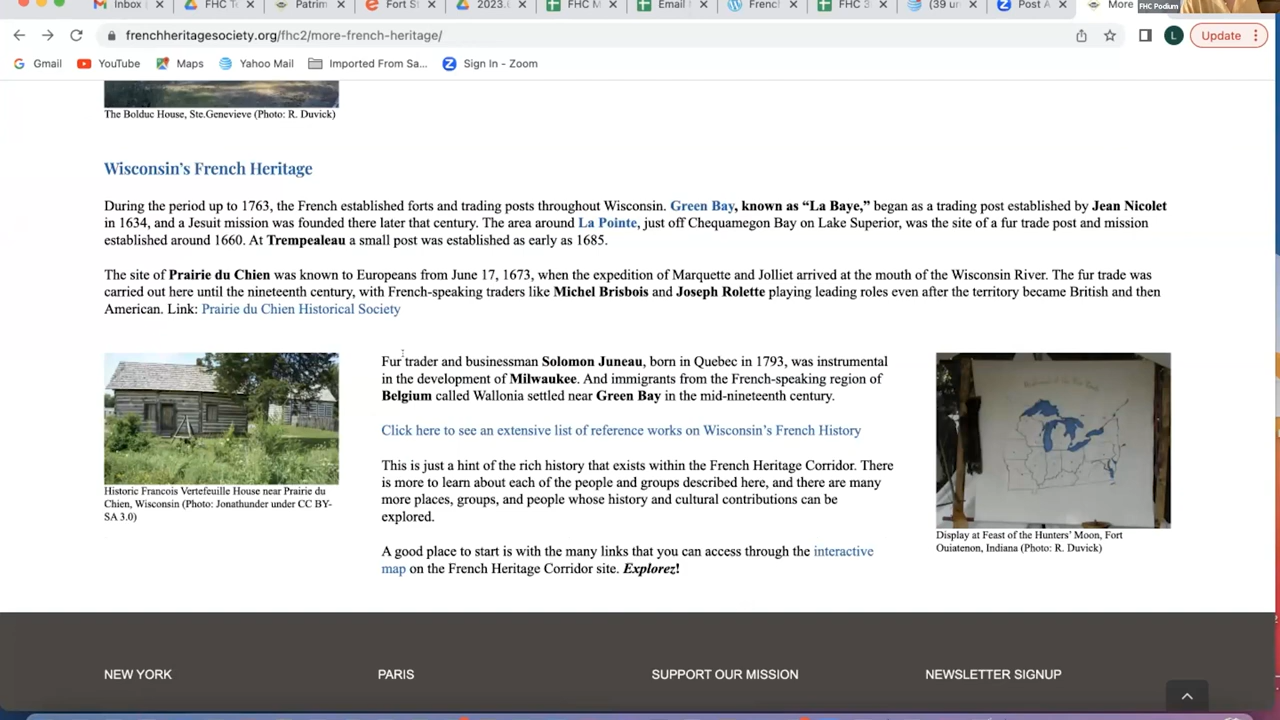 Inbox
FHC T
Patrim
Fort S
2023.
FHC M
Email
Frenc
FHC 3
(39 u
Post A
More
FHC Podium
frenchheritagesociety.org/fhc2/more-french-heritage/
L
Update
Gmail
YouTube
Maps
Yahoo Mail
Imported From Sa...
Sign In - Zoom
The Bolduc House, Ste.Genevieve (Photo: R. Duvick)
Wisconsin's French Heritage
During the period up to 1763, the French established forts and trading posts throughout Wisconsin. Green Bay, known as “La Baye,” began as a trading post established by Jean Nicolet
in 1634, and a Jesuit mission was founded there later that century. The area around La Pointe, just off Chequamegon Bay on Lake Superior, was the site of a fur trade post and mission
established around 1660. At Trempealeau a small post was established as early as 1685.
The site of Prairie du Chien was known to Europeans from June 17, 1673, when the expedition of Marquette and Jolliet arrived at the mouth of the Wisconsin River. The fur trade was
carried out here until the nineteenth century, with French-speaking traders like Michel Brisbois and Joseph Rolette playing leading roles even after the territory became British and then
American. Link: Prairie du Chien Historical Society
Fur trader and businessman Solomon Juneau, born in Quebec in 1793, was instrumental
in the development of Milwaukee. And immigrants from the French-speaking region of
Belgium called Wallonia settled near Green Bay in the mid-nineteenth century.
Click here to see an extensive list of reference works on Wisconsin's French History
This is just a hint of the rich history that exists within the French Heritage Corridor. There
is more to learn about each of the people and groups described here, and there are many
more places, groups, and people whose history and cultural contributions can be
explored.
A good place to start is with the many links that you can access through the interactive
map on the French Heritage Corridor site. Explorez!
Historic Francois Vertefeuille House near Prairie du
Chien, Wisconsin (Photo: Jonathunder under CC BY-
SA 3.0)
Display at Feast of the Hunters' Moon, Fort
Ouiatenon, Indiana (Photo: R. Duvick)
NEW YORK
PARIS
SUPPORT OUR MISSION
NEWSLETTER SIGNUP